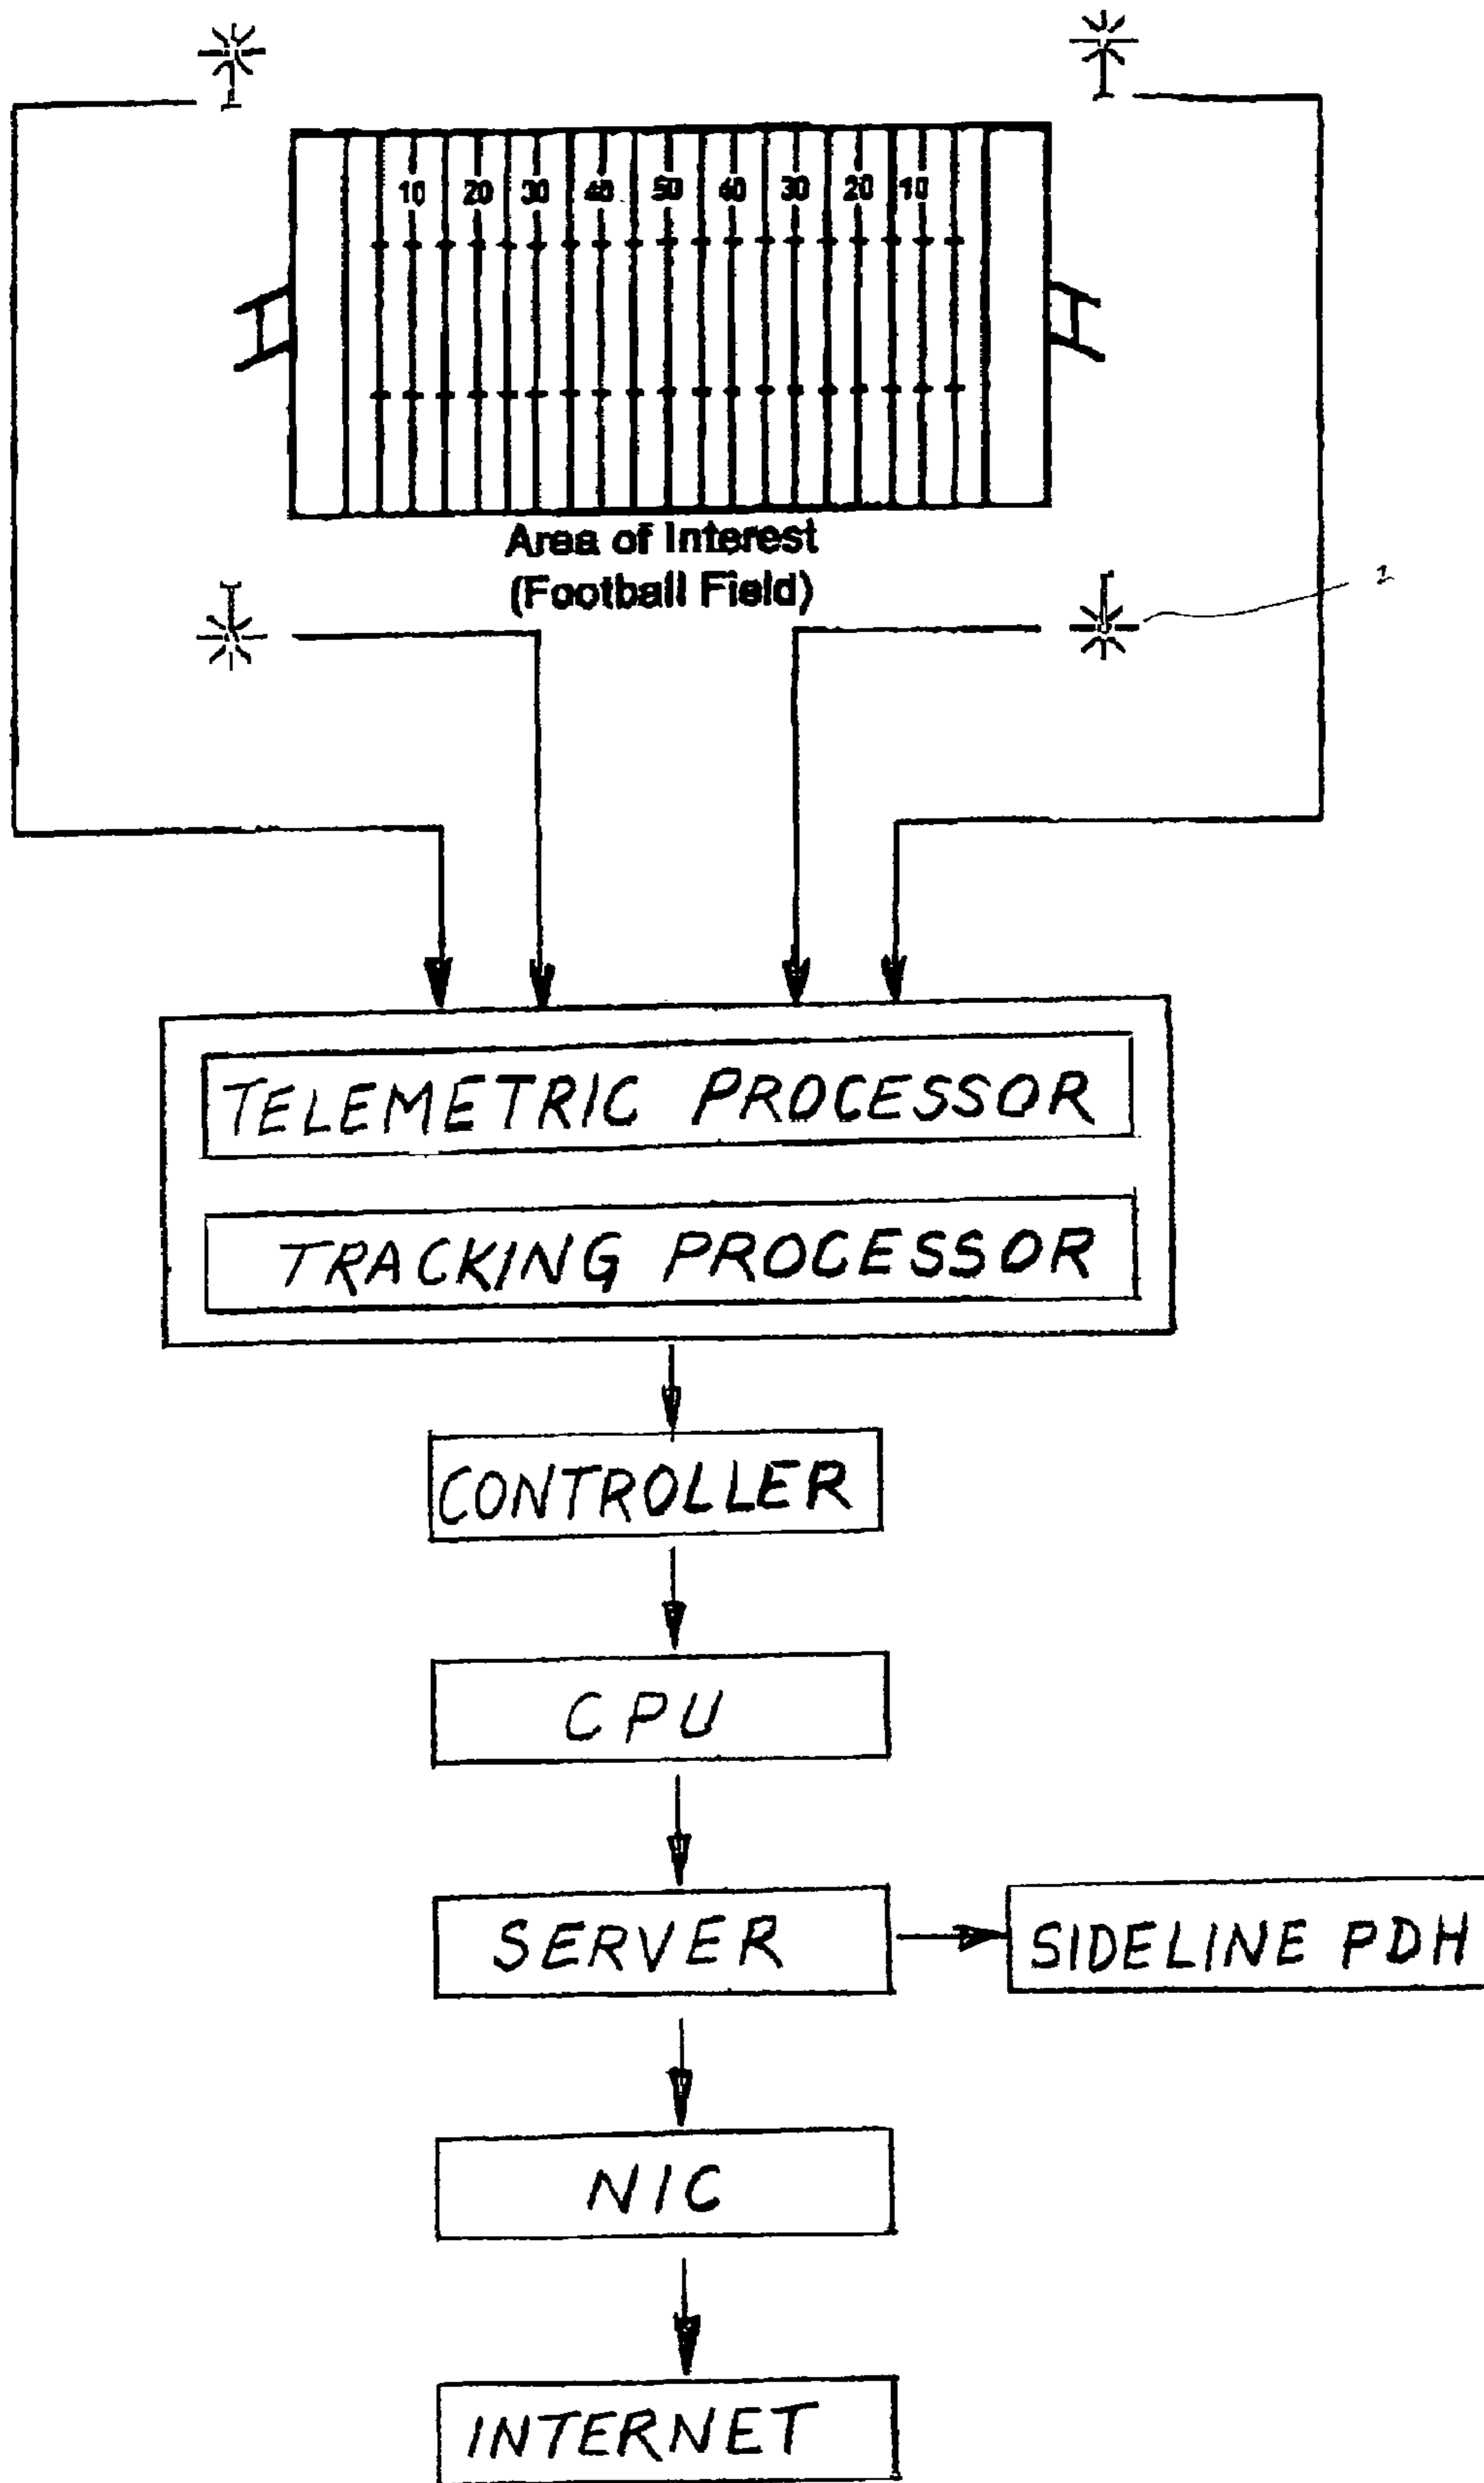 10 20 30 40 50 40 30 20 10
Area of Interest
(Football Field)
1
TELEMETRIC PROCESSOR
TRACKING PROCESSOR
CONTROLLER
CPU
SERVER
SIDELINE PDH
NIC
INTERNET